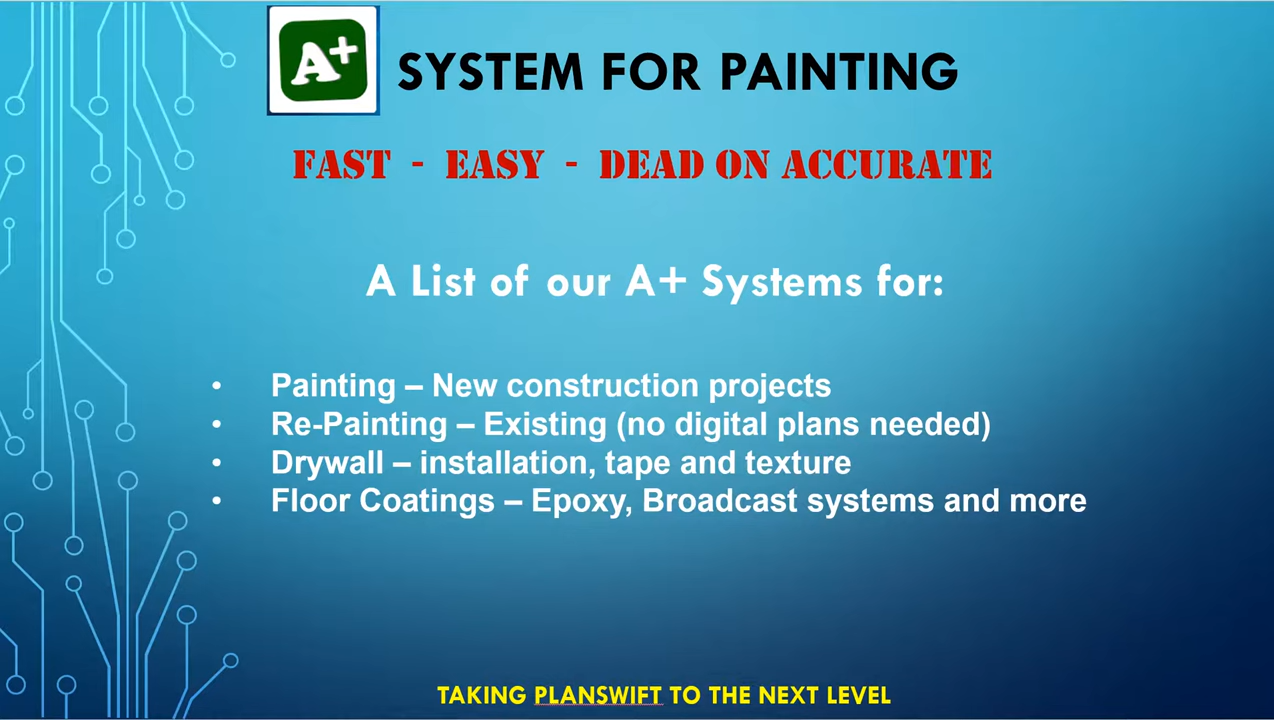 A+ SYSTEM FOR PAINTING
FAST - EASY - DEAD ON ACCURATE
A List of our A+ Systems for:
• Painting – New construction projects
• Re-Painting – Existing (no digital plans needed)
• Drywall – installation, tape and texture
• Floor Coatings – Epoxy, Broadcast systems and more
TAKING PLANSWIFT TO THE NEXT LEVEL